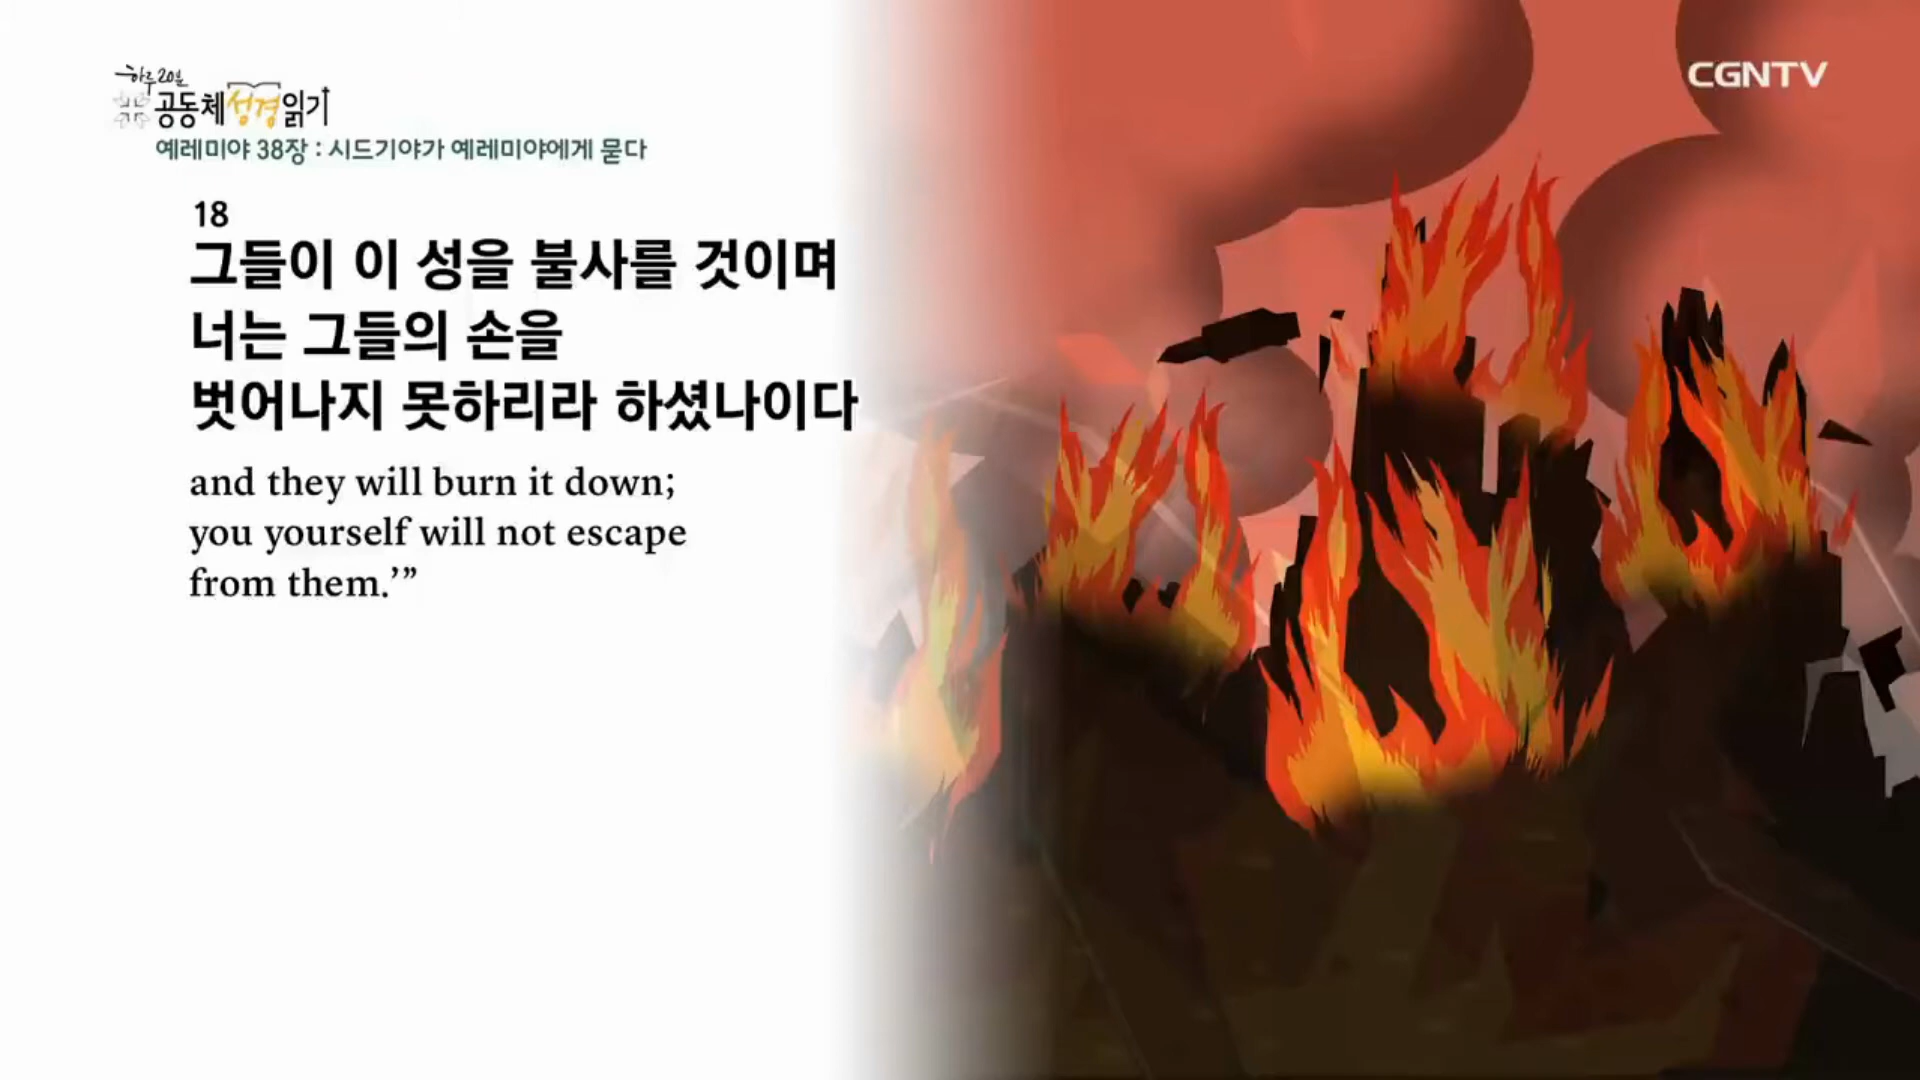 하루 20분
공동체성경읽기
CGNTV
예레미야 38장 : 시드기야가 예레미야에게 묻다
18
그들이 이 성을 불사를 것이며
너는 그들의 손을
벗어나지 못하리라 하셨나이다
and they will burn it down;
you yourself will not escape
from them.’”